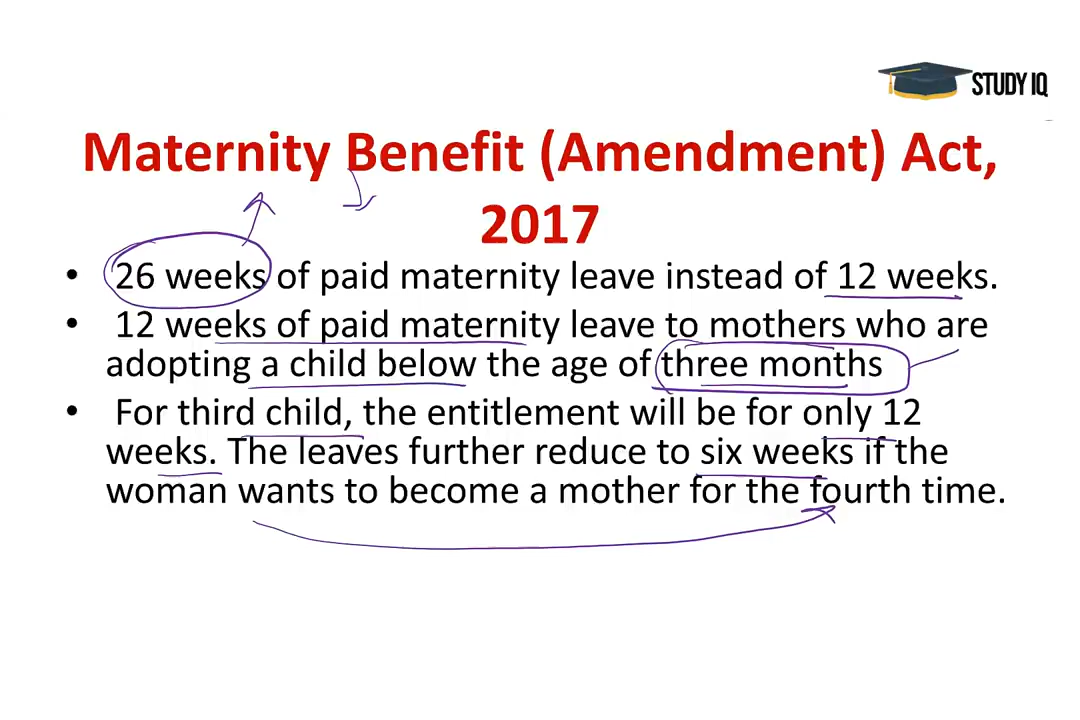 STUDY IQ
Maternity Benefit (Amendment) Act,
2017
• 26 weeks of paid maternity leave instead of 12 weeks.
• 12 weeks of paid maternity leave to mothers who are
adopting a child below the age of three months
• For third child, the entitlement will be for only 12
weeks. The leaves further reduce to six weeks if the
woman wants to become a mother for the fourth time.